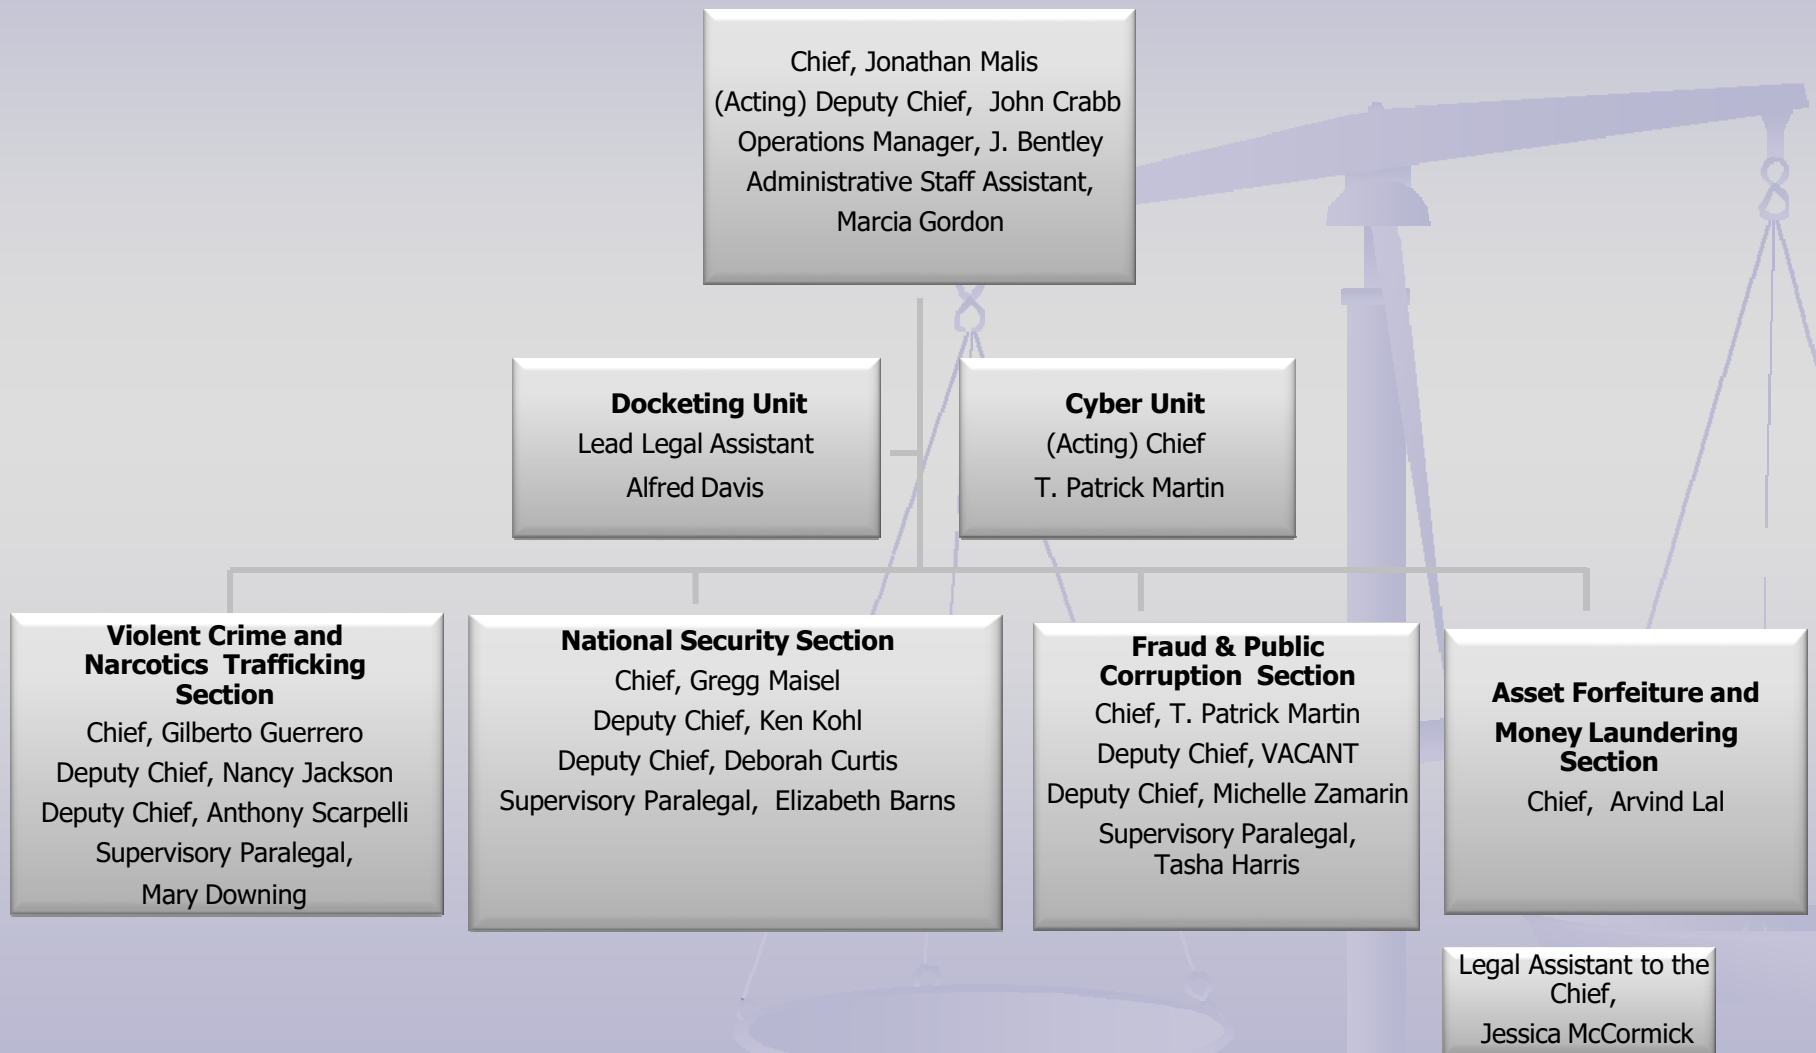 Chief, Jonathan Malis
(Acting) Deputy Chief, John Crabb
Operations Manager, J. Bentley
Administrative Staff Assistant,
Marcia Gordon
Docketing Unit
Lead Legal Assistant
Alfred Davis
Cyber Unit
(Acting) Chief
T. Patrick Martin
Violent Crime and
Narcotics Trafficking
Section
Chief, Gilberto Guerrero
Deputy Chief, Nancy Jackson
Deputy Chief, Anthony Scarpelli
Supervisory Paralegal,
Mary Downing
National Security Section
Chief, Gregg Maisel
Deputy Chief, Ken Kohl
Deputy Chief, Deborah Curtis
Supervisory Paralegal, Elizabeth Barns
Fraud & Public
Corruption Section
Chief, T. Patrick Martin
Deputy Chief, VACANT
Deputy Chief, Michelle Zamarin
Supervisory Paralegal,
Tasha Harris
Asset Forfeiture and
Money Laundering
Section
Chief, Arvind Lal
Legal Assistant to the
Chief,
Jessica McCormick